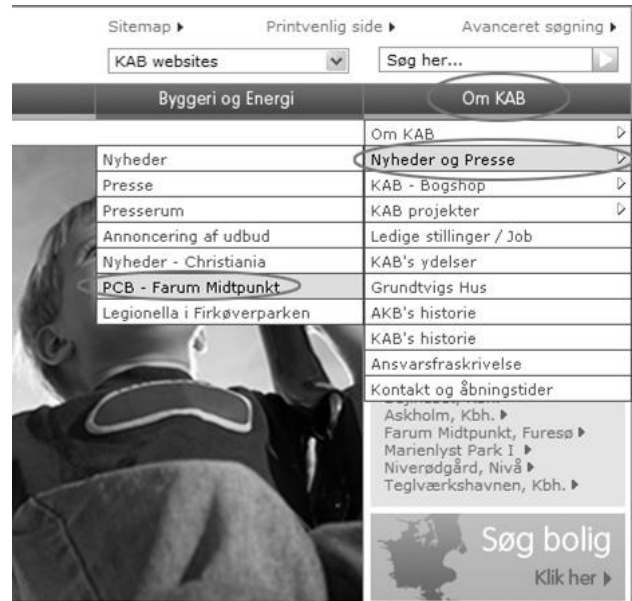 Sitemap
Printvenlig side
Avanceret søgning
KAB websites
Søg her...
Byggeri og Energi
Om KAB
Om KAB
Nyheder og Presse
KAB - Bogshop
KAB projekter
Ledige stillinger / Job
KAB's ydelser
Grundtvigs Hus
AKB's historie
KAB's historie
Ansvarsfraskrivelse
Kontakt og åbningstider
Nyheder
Presse
Presserum
Annoncering af udbud
Nyheder - Christiania
PCB - Farum Midtpunkt
Legionella i Firkøverparken
Askholm, Kbh.
Farum Midtpunkt, Furesø
Marienlyst Park I
Niverødgård, Nivå
Teglværkshavnen, Kbh.
Søg bolig
Klik her